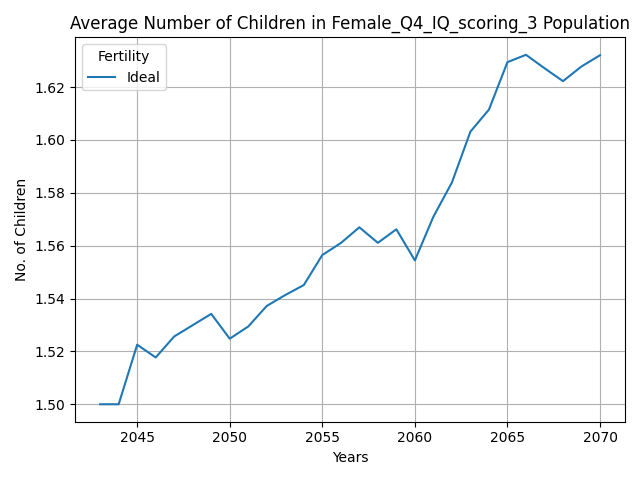 Average Number of Children in Female_Q4_IQ_scoring_3 Population
Fertility
Ideal
1.62
1.60
1.58
1.56
1.54
1.52
1.50
No. of Children
2045 2050 2055 2060 2065 2070
Years